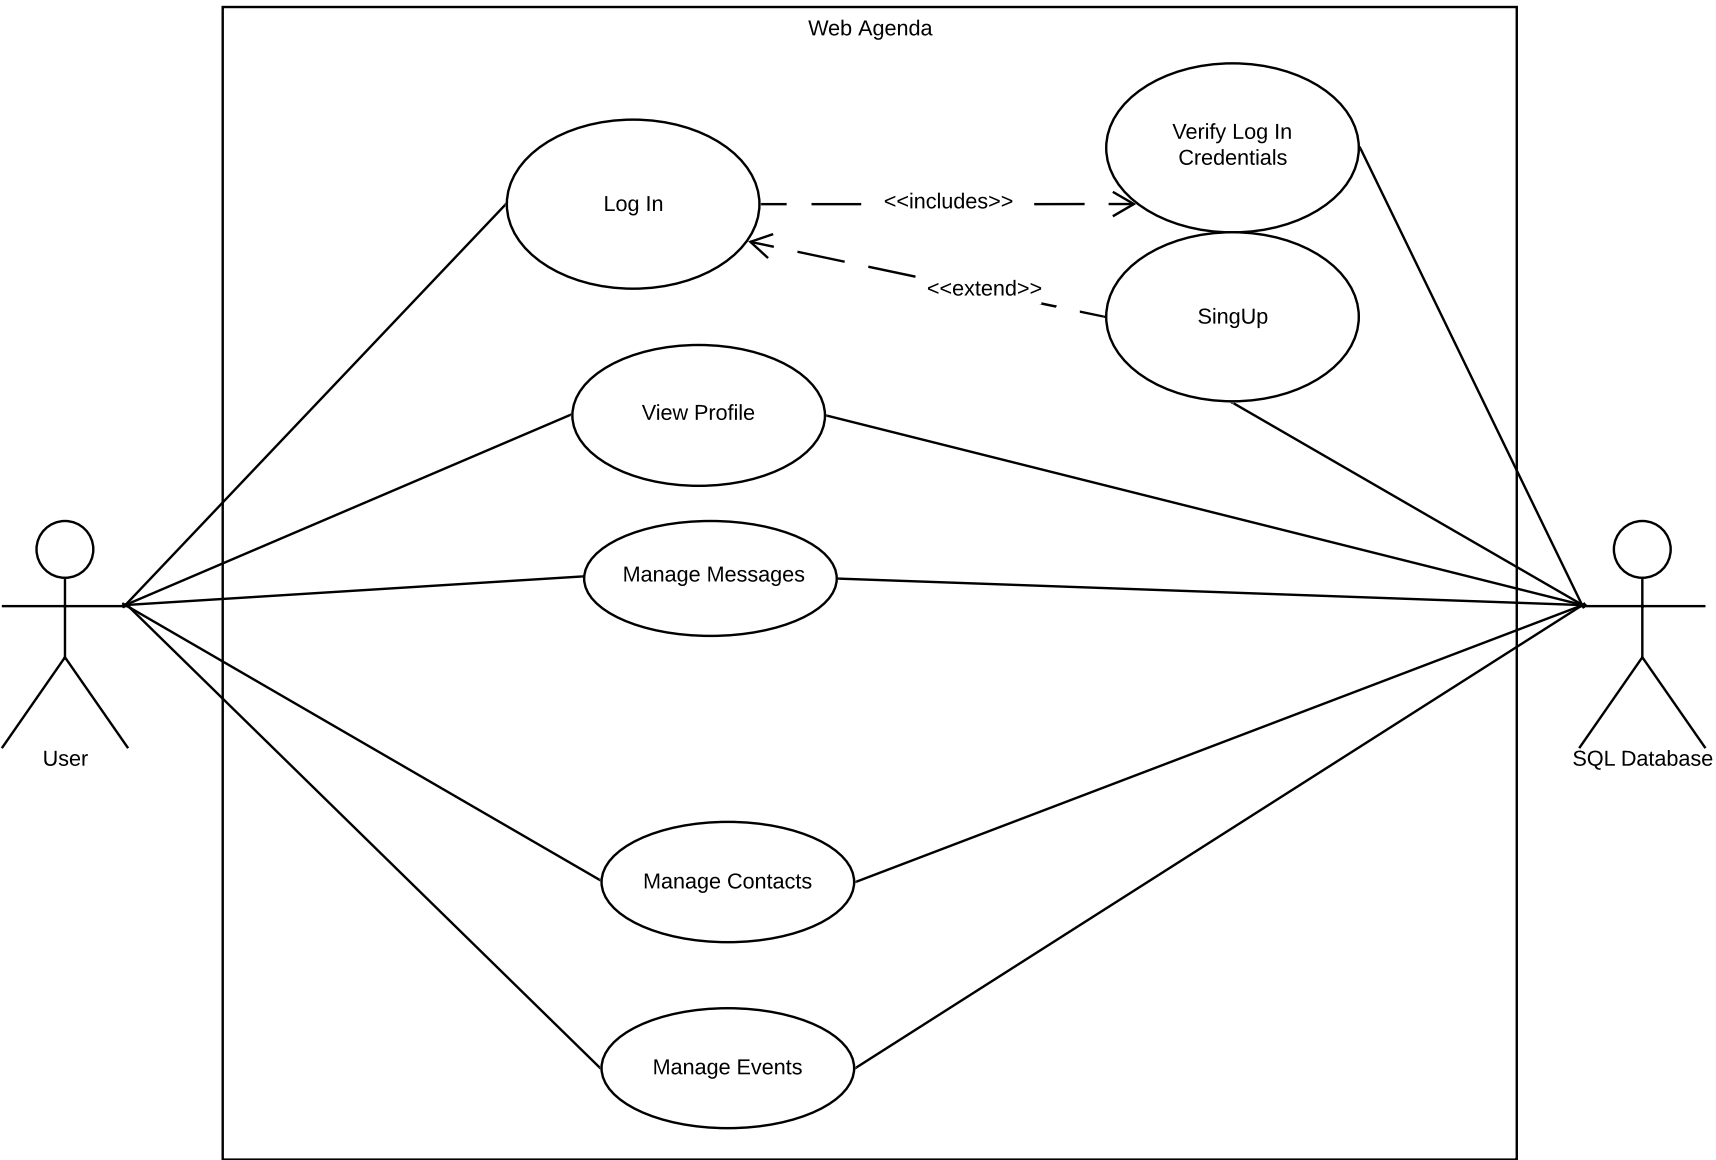 Web Agenda
Verify Log In
Credentials
Log In
<<includes>>
<<extend>>
SingUp
View Profile
Manage Messages
User
SQL Database
Manage Contacts
Manage Events